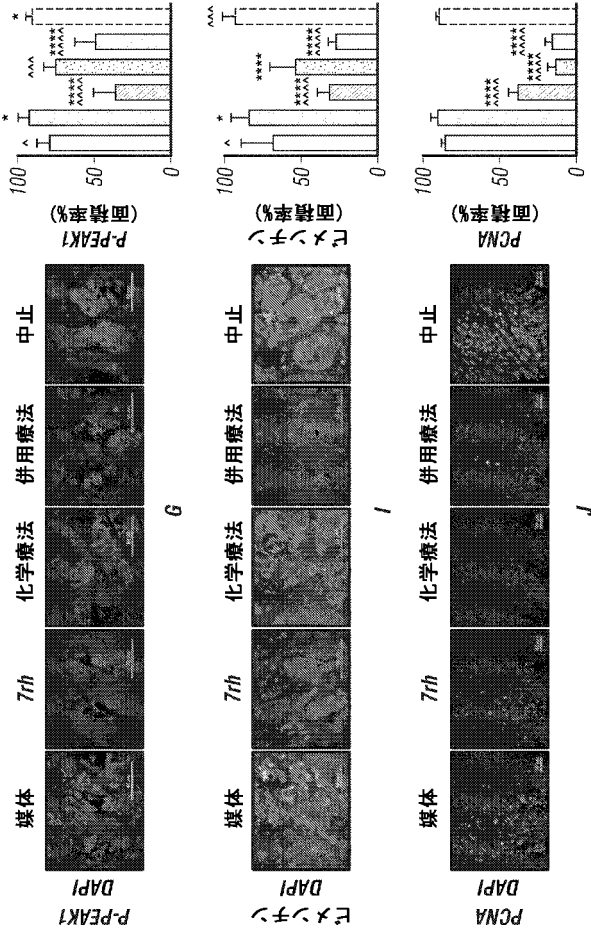 媒体 7rh 化学療法 併用療法 中止
P-PEAK1
DAPI
G
P-PEAK1
(面積率%)
100
50
0
^ * ****^^^^ ^^^ ****^^^^ *
媒体 7rh 化学療法 併用療法 中止
ビメンチン
DAPI
I
ビメンチン
(面積率%)
100
50
0
^ * ****^^^^ **** ****^^^^ ^^^
媒体 7rh 化学療法 併用療法 中止
PCNA
DAPI
J
PCNA
(面積率%)
100
50
0
****^^^^ ****^^^^ ****^^^^